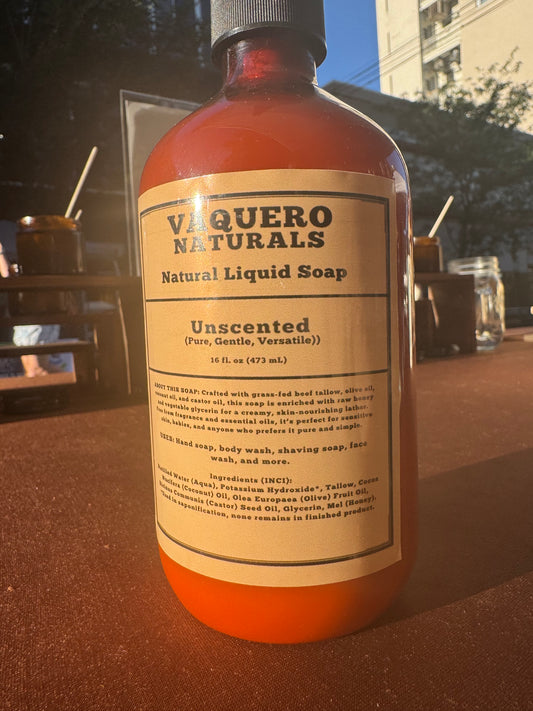 VAQUERO
NATURALS
Natural Liquid Soap
Unscented
(Pure, Gentle, Versatile))
16 fl. oz (473 mL)
ABOUT THIS SOAP: Crafted with grass-fed beef tallow, olive oil,
coconut oil, and castor oil, this soap is enriched with raw honey
and vegetable glycerin for a creamy, skin-nourishing lather.
free from fragrance and essential oils, it's perfect for sensitive
skin, babies, and anyone who prefers it pure and simple.
USES: Hand soap, body wash, shaving soap, face
wash, and more.
Ingredients (INCI):
Distilled Water (Aqua), Potassium Hydroxide*, Tallow, Cocos
Nucifera (Coconut) Oil, Olea Europaea (Olive) Fruit Oil,
Ricinus Communis (Castor) Seed Oil, Glycerin, Mel (Honey).
*Used in saponification, none remains in finished product.